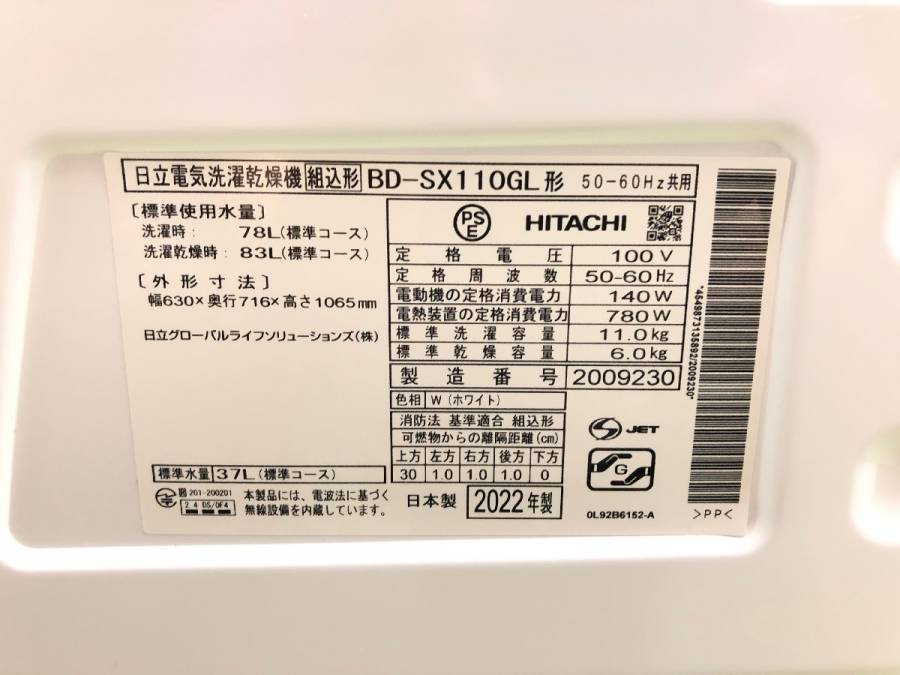 日立電気洗濯乾燥機 組込形 BD-SX110GL形 50-60Hz共用
〔標準使用水量〕
洗濯時: 78L(標準コース)
洗濯乾燥時: 83L(標準コース)
〔外形寸法〕
幅630×奥行716×高さ1065mm
日立グローバルライフソリューションズ(株)
標準水量 37L(標準コース)
R 201-200201
2.4 DS/OF4
本製品には、電波法に基づく
無線設備を内蔵しています。
PSE HITACHI
定格電圧 100V
定格周波数 50-60Hz
電動機の定格消費電力 140W
電熱装置の定格消費電力 780W
標準洗濯容量 11.0kg
標準乾燥容量 6.0kg
製造番号 2009230
色相 W(ホワイト)
消防法 基準適合 組込形
可燃物からの離隔距離(cm)
上方 左方 右方 後方 下方
30 1.0 1.0 1.0 0
日本製 2022年製
JET
G
0L92B6152-A
*4549873135892/2009230*
>PP<